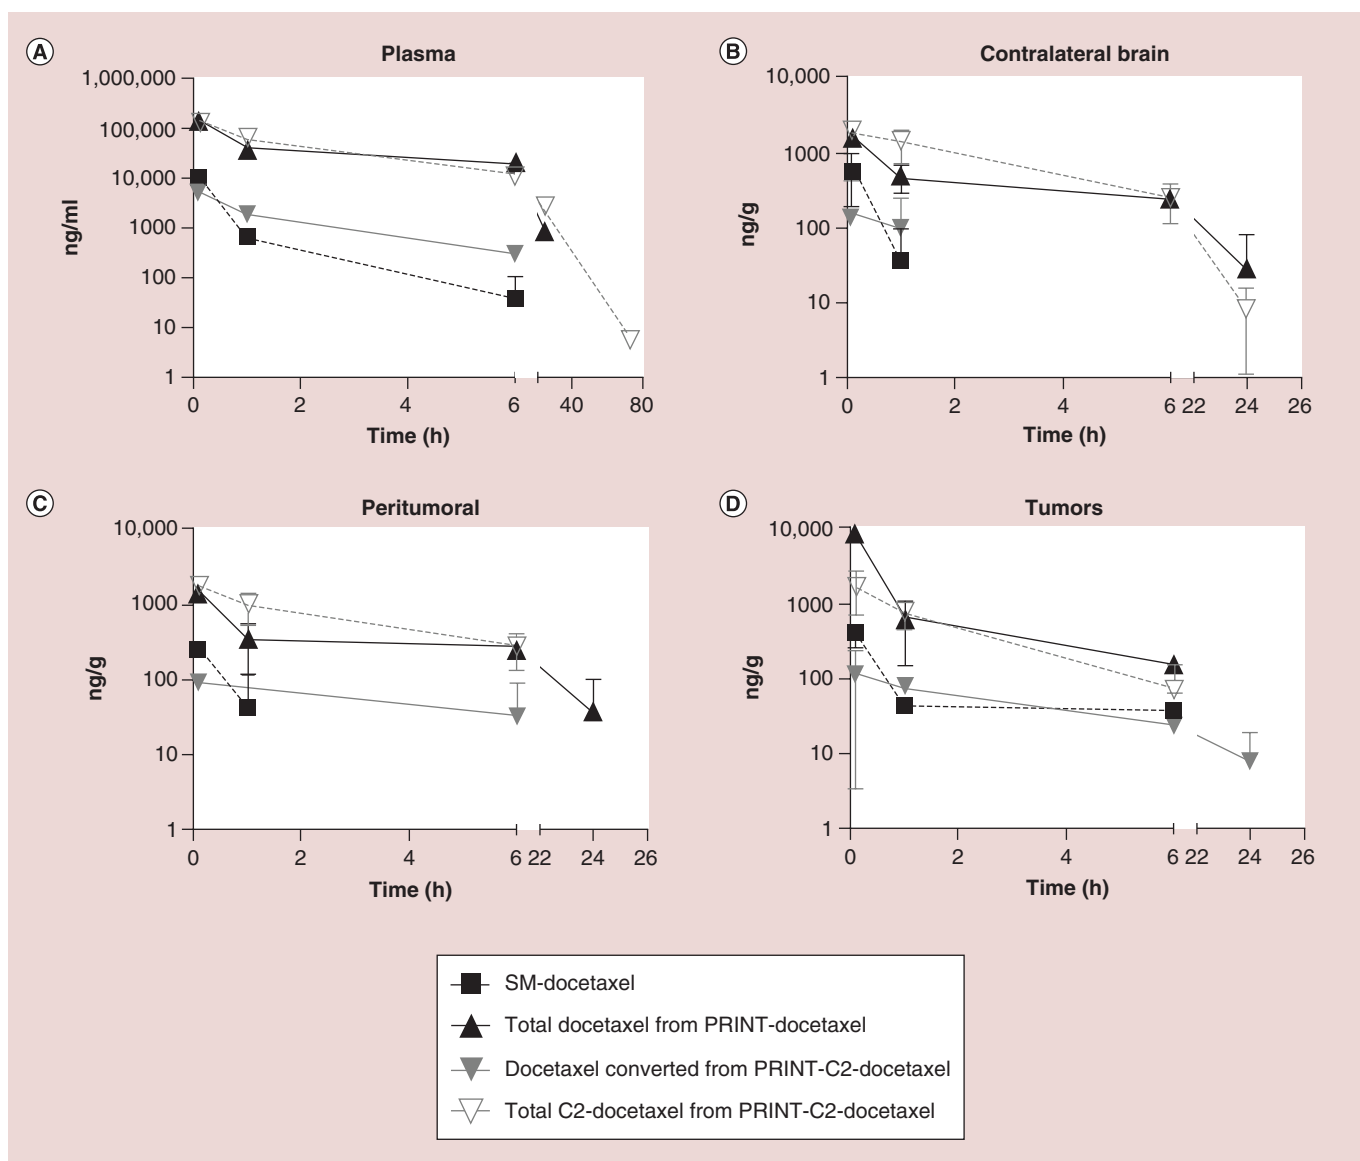 A
Plasma
1,000,000
100,000
10,000
1000
100
10
1
ng/ml
0 2 4 6 40 80
Time (h)
B
Contralateral brain
10,000
1000
100
10
1
ng/g
0 2 4 6 22 24 26
Time (h)
C
Peritumoral
10,000
1000
100
10
1
ng/g
0 2 4 6 22 24 26
Time (h)
D
Tumors
10,000
1000
100
10
1
ng/g
0 2 4 6 22 24 26
Time (h)
SM-docetaxel
Total docetaxel from PRINT-docetaxel
Docetaxel converted from PRINT-C2-docetaxel
Total C2-docetaxel from PRINT-C2-docetaxel